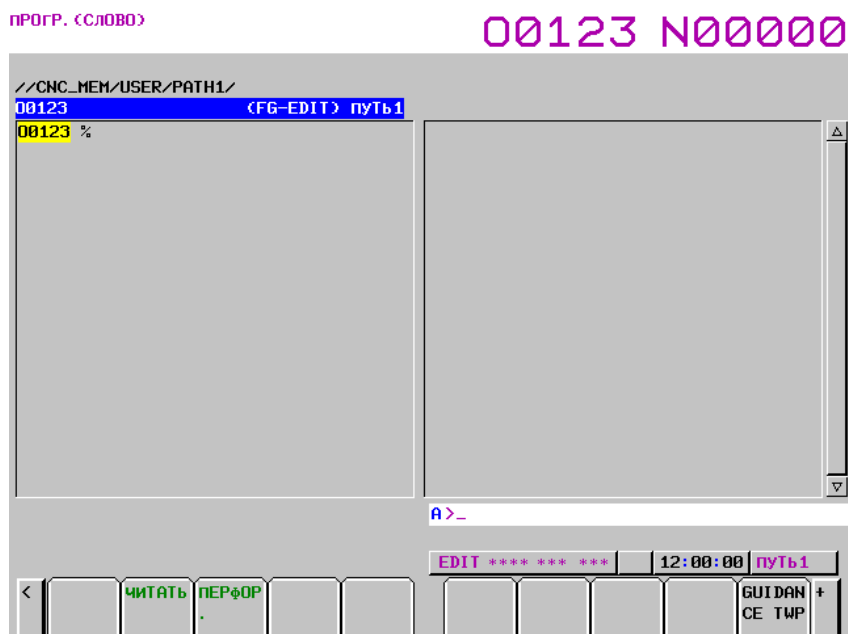 ПРОГР.(СЛОВО)
O0123 N00000
//CNC_MEM/USER/PATH1/
O0123 (FG-EDIT) ПУТЬ1
O0123 %
A>_
EDIT **** *** *** 12:00:00 ПУТЬ1
< ЧИТАТЬ ПЕРФОР GUIDAN +
. CE TWP